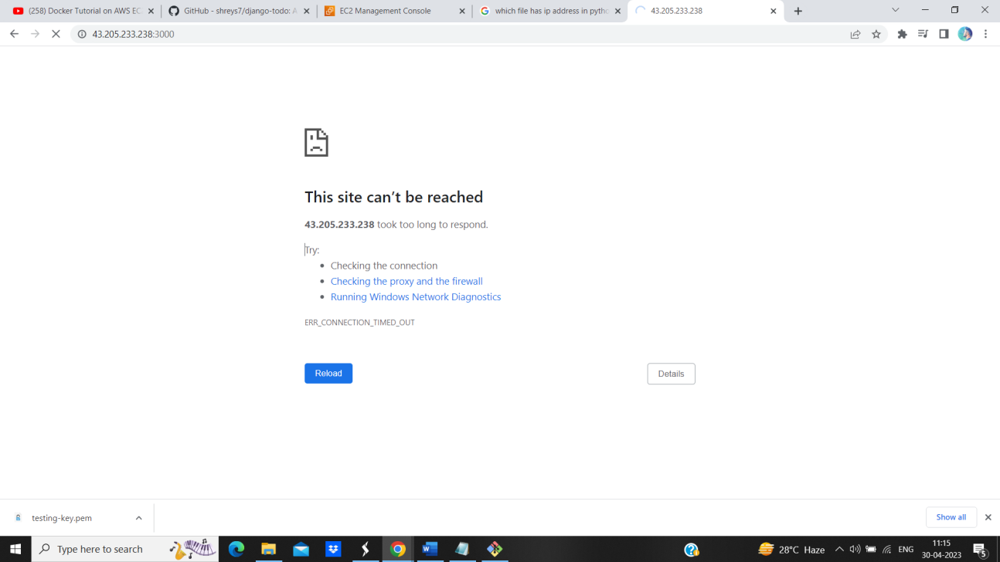 (258) Docker Tutorial on AWS EC
GitHub - shreys7/django-todo: A
EC2 Management Console
which file has ip address in pytho
43.205.233.238
43.205.233.238:3000
This site can't be reached
43.205.233.238 took too long to respond.
Try:
Checking the connection
Checking the proxy and the firewall
Running Windows Network Diagnostics
ERR_CONNECTION_TIMED_OUT
Reload
Details
testing-key.pem
Show all
Type here to search
28°C Haze
ENG
11:15
30-04-2023
5